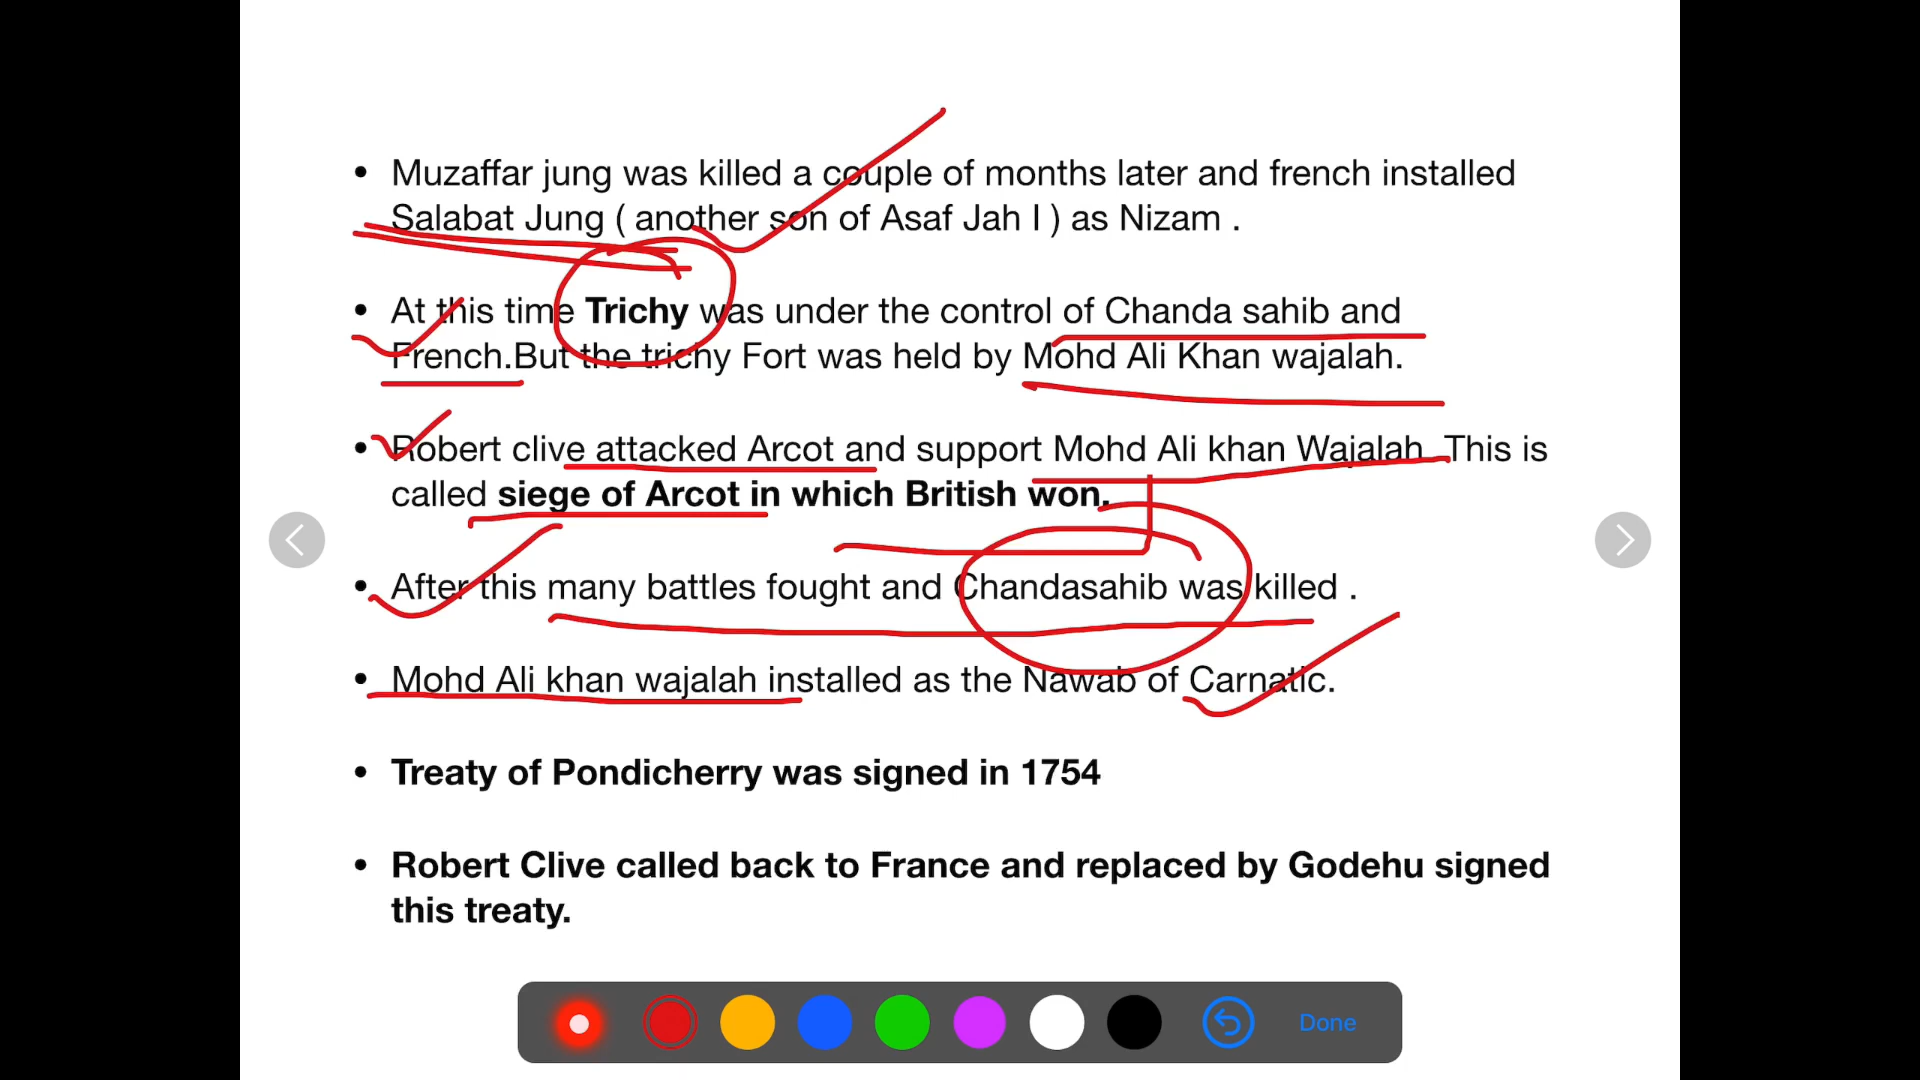 • Muzaffar jung was killed a couple of months later and french installed
Salabat Jung ( another son of Asaf Jah I ) as Nizam .
• At this time Trichy was under the control of Chanda sahib and
French.But the trichy Fort was held by Mohd Ali Khan wajalah.
• Robert clive attacked Arcot and support Mohd Ali khan Wajalah. This is
called siege of Arcot in which British won.
• After this many battles fought and Chandasahib was killed .
• Mohd Ali khan wajalah installed as the Nawab of Carnatic.
• Treaty of Pondicherry was signed in 1754
• Robert Clive called back to France and replaced by Godehu signed
this treaty.
Done